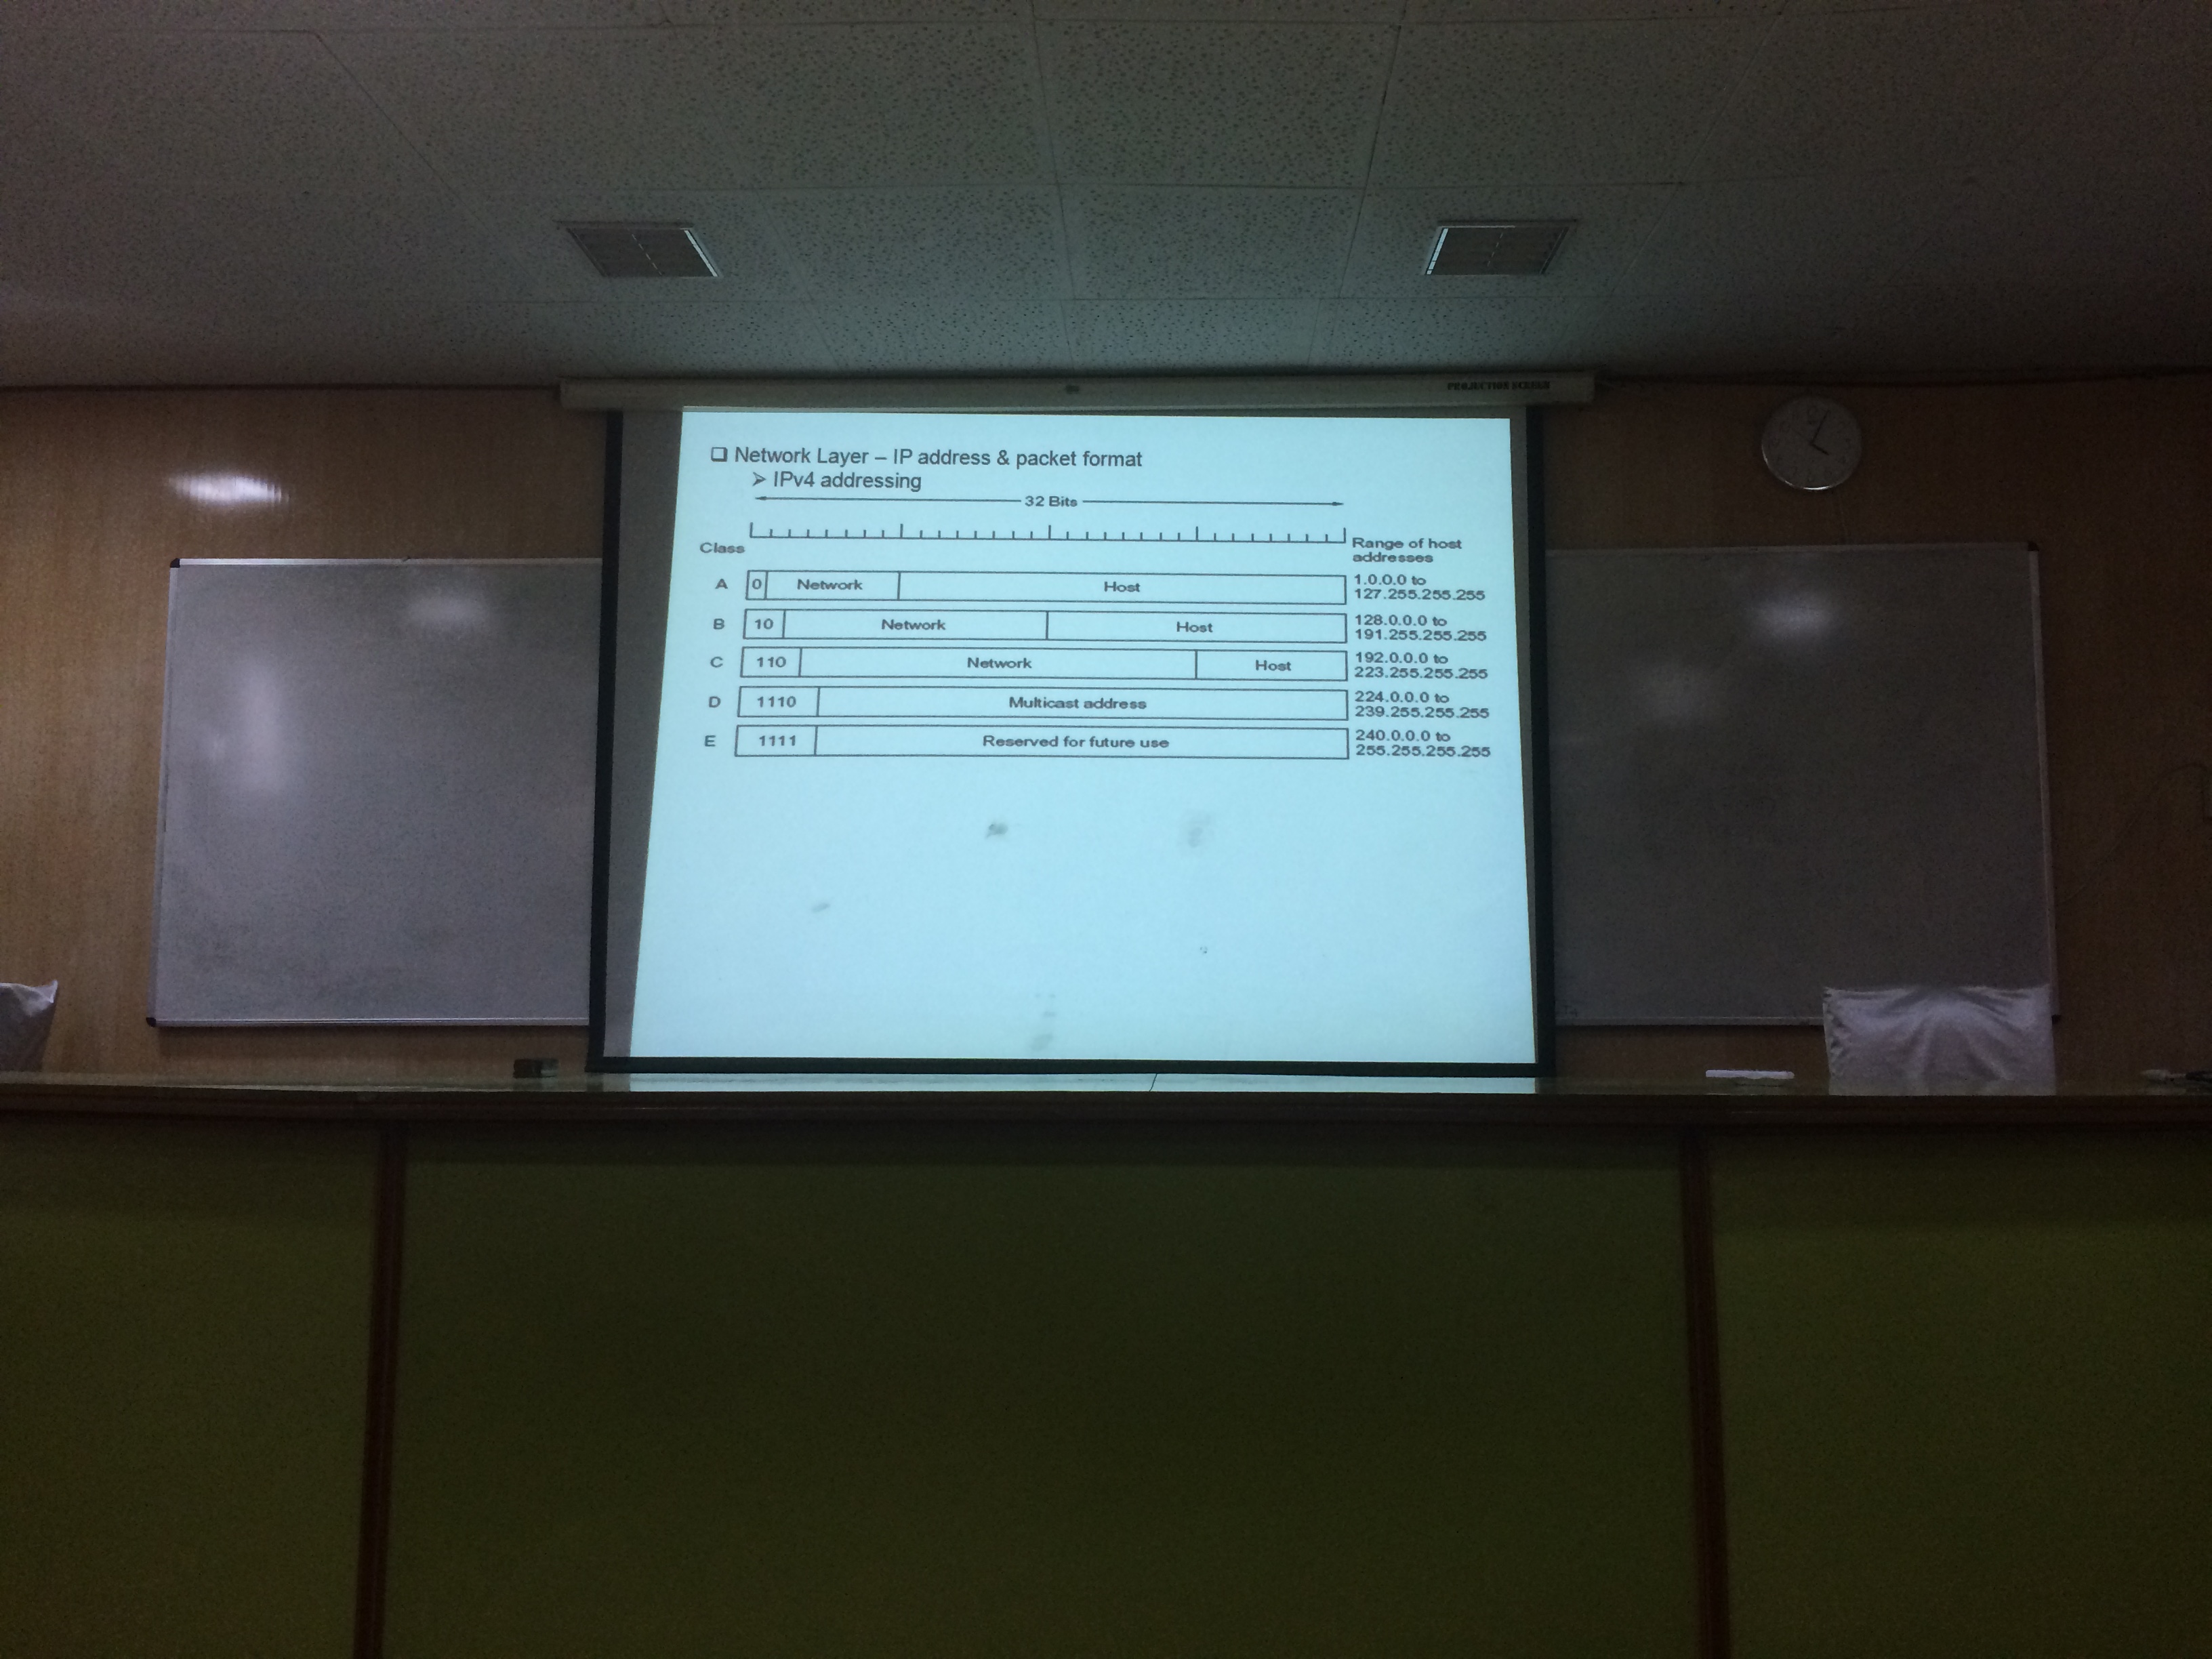 PROJECTION SCREEN
❑ Network Layer – IP address & packet format
➢ IPv4 addressing
32 Bits
Class
Range of host
addresses
A 0 Network Host 1.0.0.0 to
127.255.255.255
B 10 Network Host 128.0.0.0 to
191.255.255.255
C 110 Network Host 192.0.0.0 to
223.255.255.255
D 1110 Multicast address 224.0.0.0 to
239.255.255.255
E 1111 Reserved for future use 240.0.0.0 to
255.255.255.255